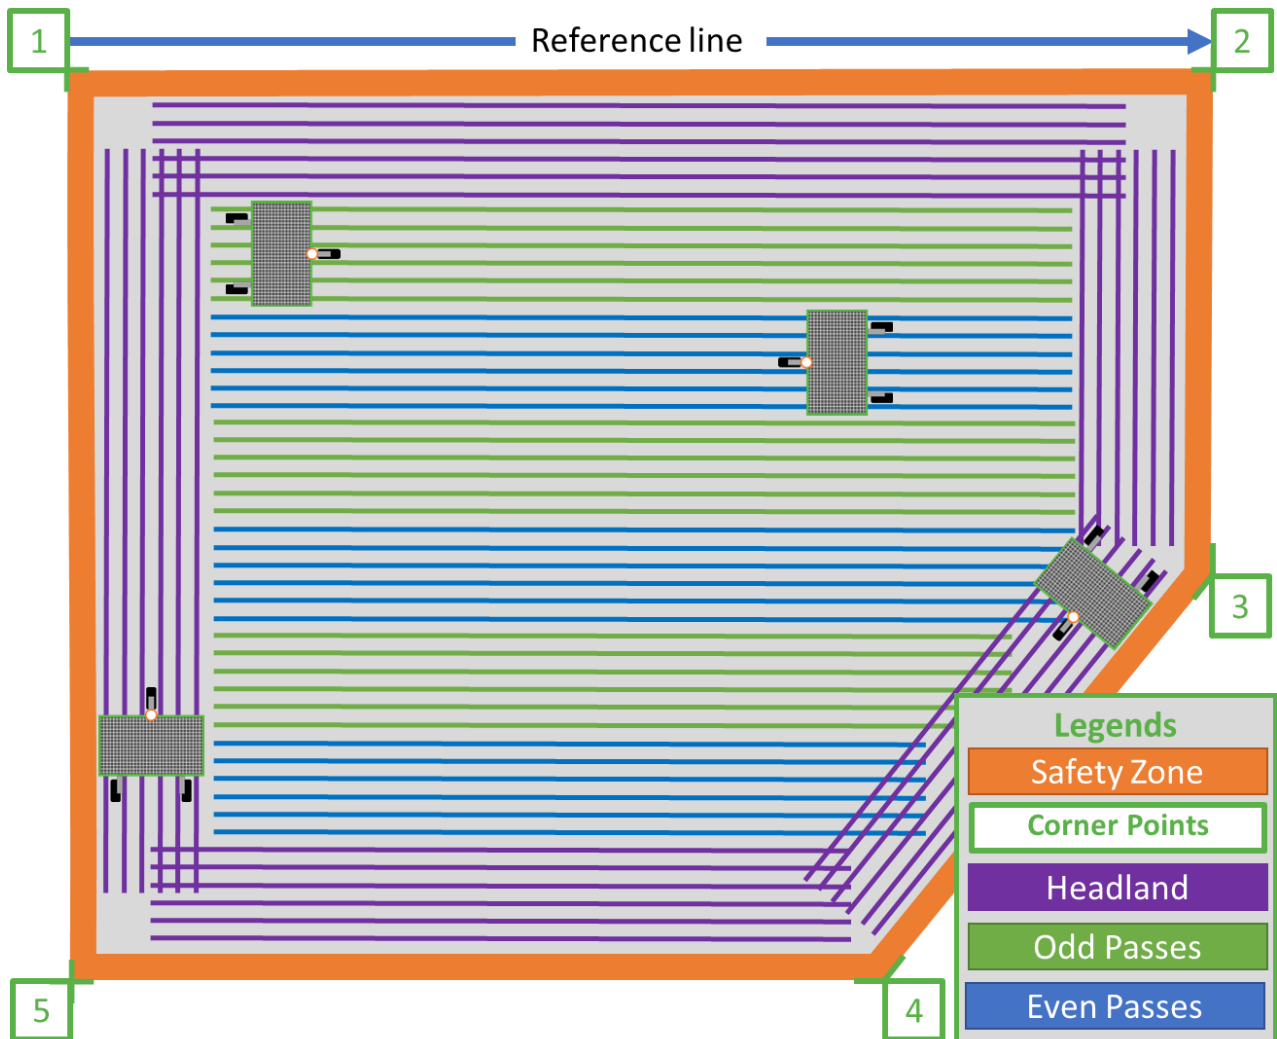 1
Reference line
2
3
Legends
Safety Zone
Corner Points
Headland
Odd Passes
Even Passes
5
4